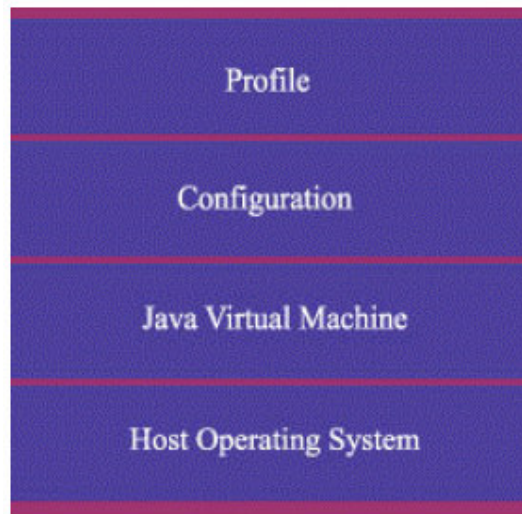 Profile
Configuration
Java Virtual Machine
Host Operating System